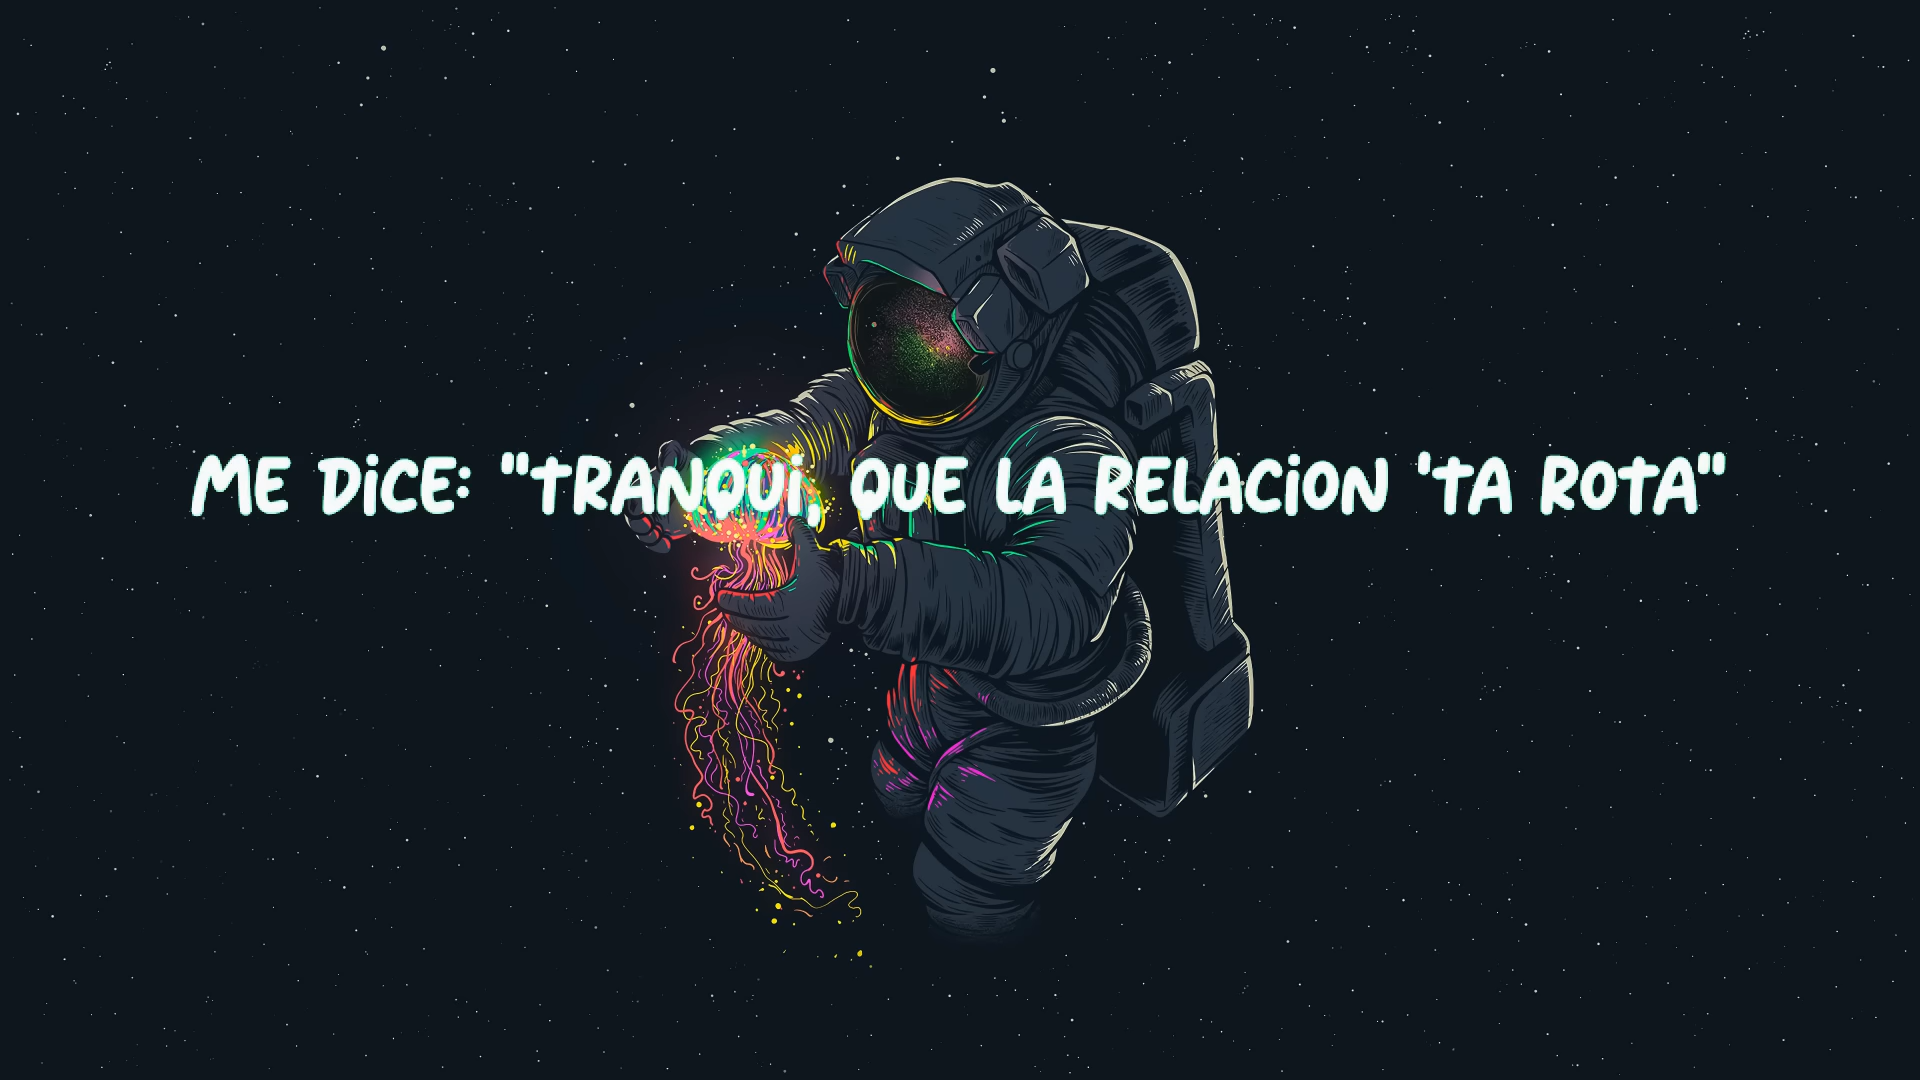 ME DiCE: "TRANQUi, QUE LA RELACiON 'TA ROTA"